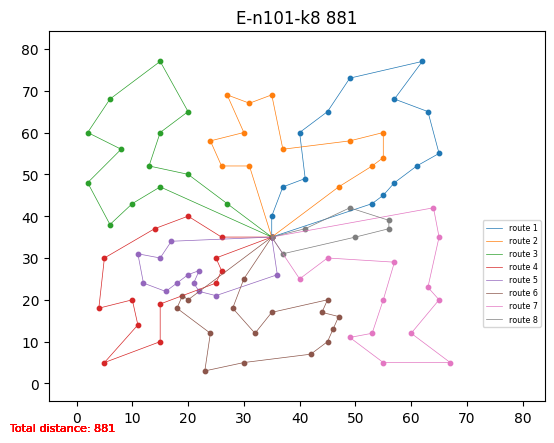 E-n101-k8 881
80
70
60
50
40
30
20
10
0
0 10 20 30 40 50 60 70 80
route 1
route 2
route 3
route 4
route 5
route 6
route 7
route 8
Total distance: 881